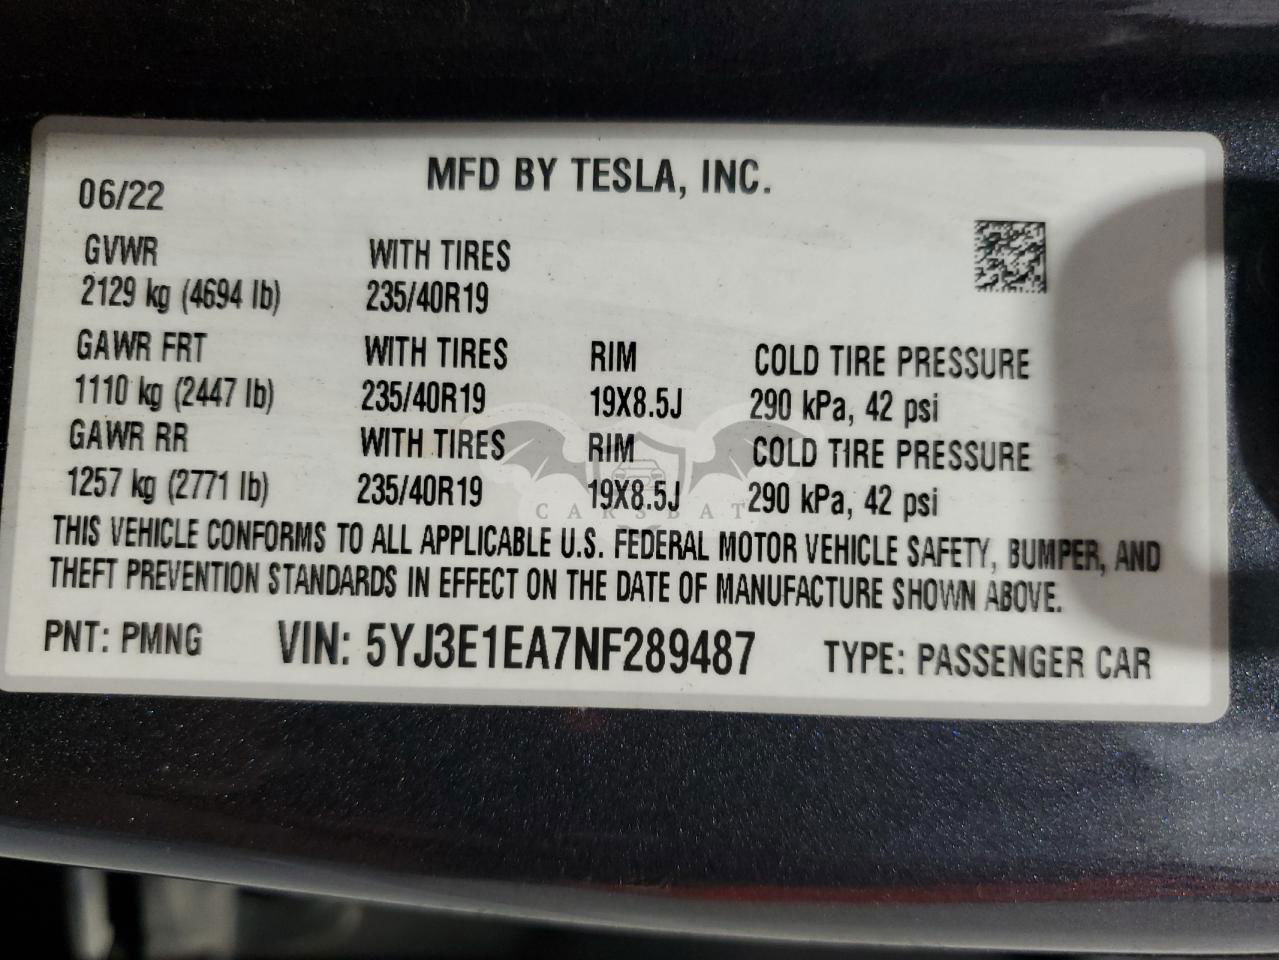 MFD BY TESLA, INC.
06/22
GVWR WITH TIRES
2129 kg (4694 lb) 235/40R19
GAWR FRT WITH TIRES RIM COLD TIRE PRESSURE
1110 kg (2447 lb) 235/40R19 19X8.5J 290 kPa, 42 psi
GAWR RR WITH TIRES RIM COLD TIRE PRESSURE
1257 kg (2771 lb) 235/40R19 19X8.5J 290 kPa, 42 psi
CARSBAT
THIS VEHICLE CONFORMS TO ALL APPLICABLE U.S. FEDERAL MOTOR VEHICLE SAFETY, BUMPER, AND
THEFT PREVENTION STANDARDS IN EFFECT ON THE DATE OF MANUFACTURE SHOWN ABOVE.
PNT: PMNG VIN: 5YJ3E1EA7NF289487 TYPE: PASSENGER CAR